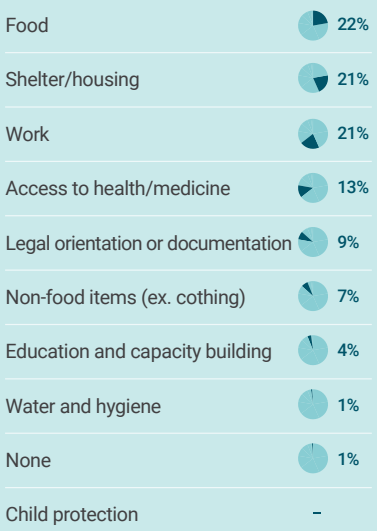 Food 22%
Shelter/housing 21%
Work 21%
Access to health/medicine 13%
Legal orientation or documentation 9%
Non-food items (ex. cothing) 7%
Education and capacity building 4%
Water and hygiene 1%
None 1%
Child protection –